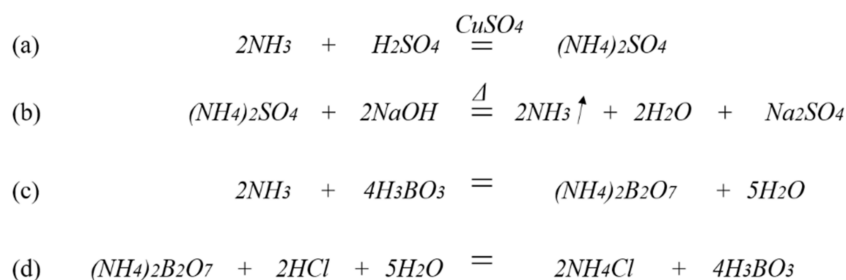 (a) 2NH3 + H2SO4 CuSO4 = (NH4)2SO4
(b) (NH4)2SO4 + 2NaOH Δ = 2NH3↑ + 2H2O + Na2SO4
(c) 2NH3 + 4H3BO3 = (NH4)2B2O7 + 5H2O
(d) (NH4)2B2O7 + 2HCl + 5H2O = 2NH4Cl + 4H3BO3